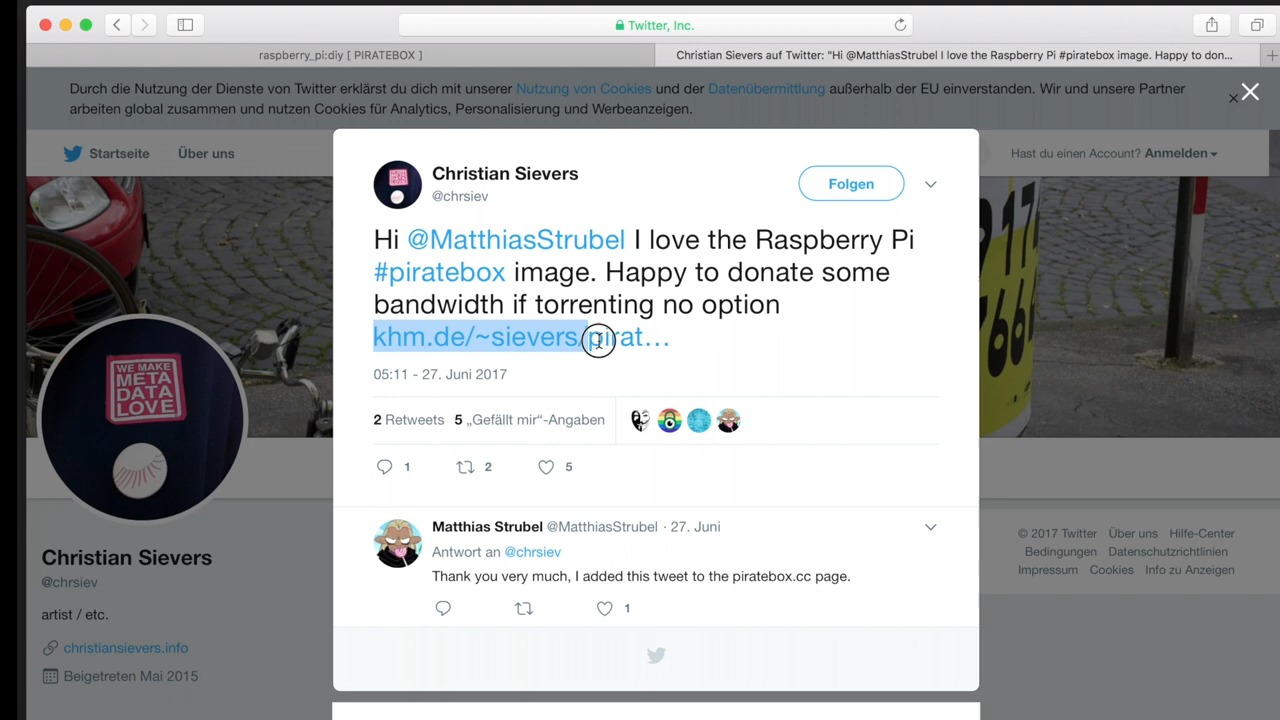 Twitter, Inc.
raspberry_pi:diy [ PIRATEBOX ]
Christian Sievers auf Twitter: "Hi @MatthiasStrubel I love the Raspberry Pi #piratebox image. Happy to don...
Durch die Nutzung der Dienste von Twitter erklärst du dich mit unserer Nutzung von Cookies und der Datenübermittlung außerhalb der EU einverstanden. Wir und unsere Partner
arbeiten global zusammen und nutzen Cookies für Analytics, Personalisierung und Werbeanzeigen.
Startseite Über uns
Hast du einen Account? Anmelden
Christian Sievers
@chrsiev
Folgen
Hi @MatthiasStrubel I love the Raspberry Pi
#piratebox image. Happy to donate some
bandwidth if torrenting no option
khm.de/~sievers/pirat…
05:11 - 27. Juni 2017
2 Retweets 5 „Gefällt mir“-Angaben
1 2 5
Matthias Strubel @MatthiasStrubel · 27. Juni
Antwort an @chrsiev
Thank you very much, I added this tweet to the piratebox.cc page.
1
WE MAKE
META
DATA
LOVE
Christian Sievers
@chrsiev
artist / etc.
christiansievers.info
Beigetreten Mai 2015
© 2017 Twitter Über uns Hilfe-Center
Bedingungen Datenschutzrichtlinien
Impressum Cookies Info zu Anzeigen